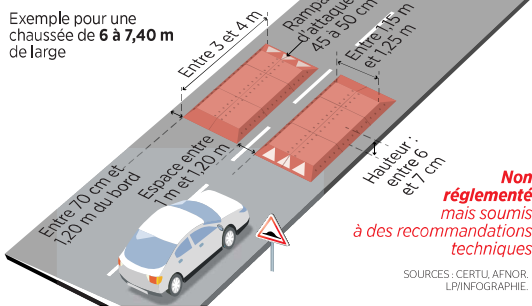 Exemple pour une
chaussée de 6 à 7,40 m
de large
Entre 3 et 4 m
Rampa
d'attaque
45 à 50 cm
Entre 1,15 m
et 1,25 m
Entre 70 cm et
1,20 m du bord
Espace entre
1 m et 1,20 m
Hauteur :
entre 6
et 7 cm
Non
réglementé
mais soumis
à des recommandations
techniques
SOURCES : CERTU, AFNOR.
LP/INFOGRAPHIE.